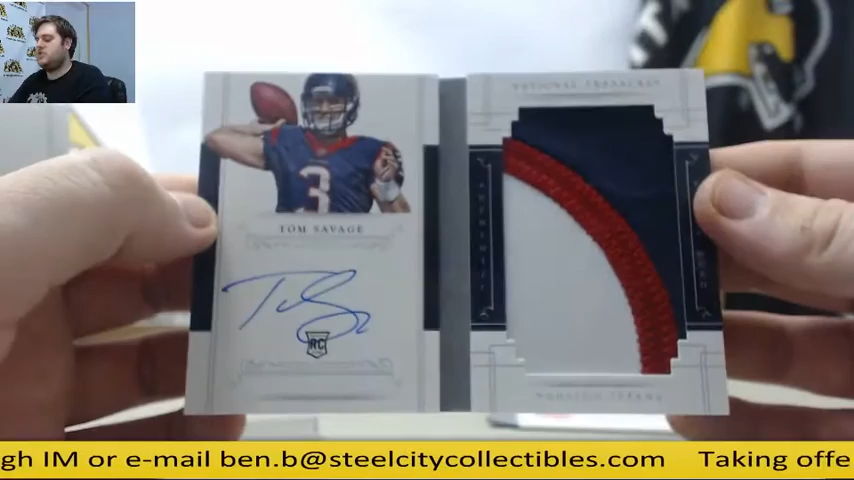 NATIONAL TREASURES
3
TOM SAVAGE
RC
HOUSTON TEXANS
gh IM or e-mail ben.b@steelcitycollectibles.com Taking offe